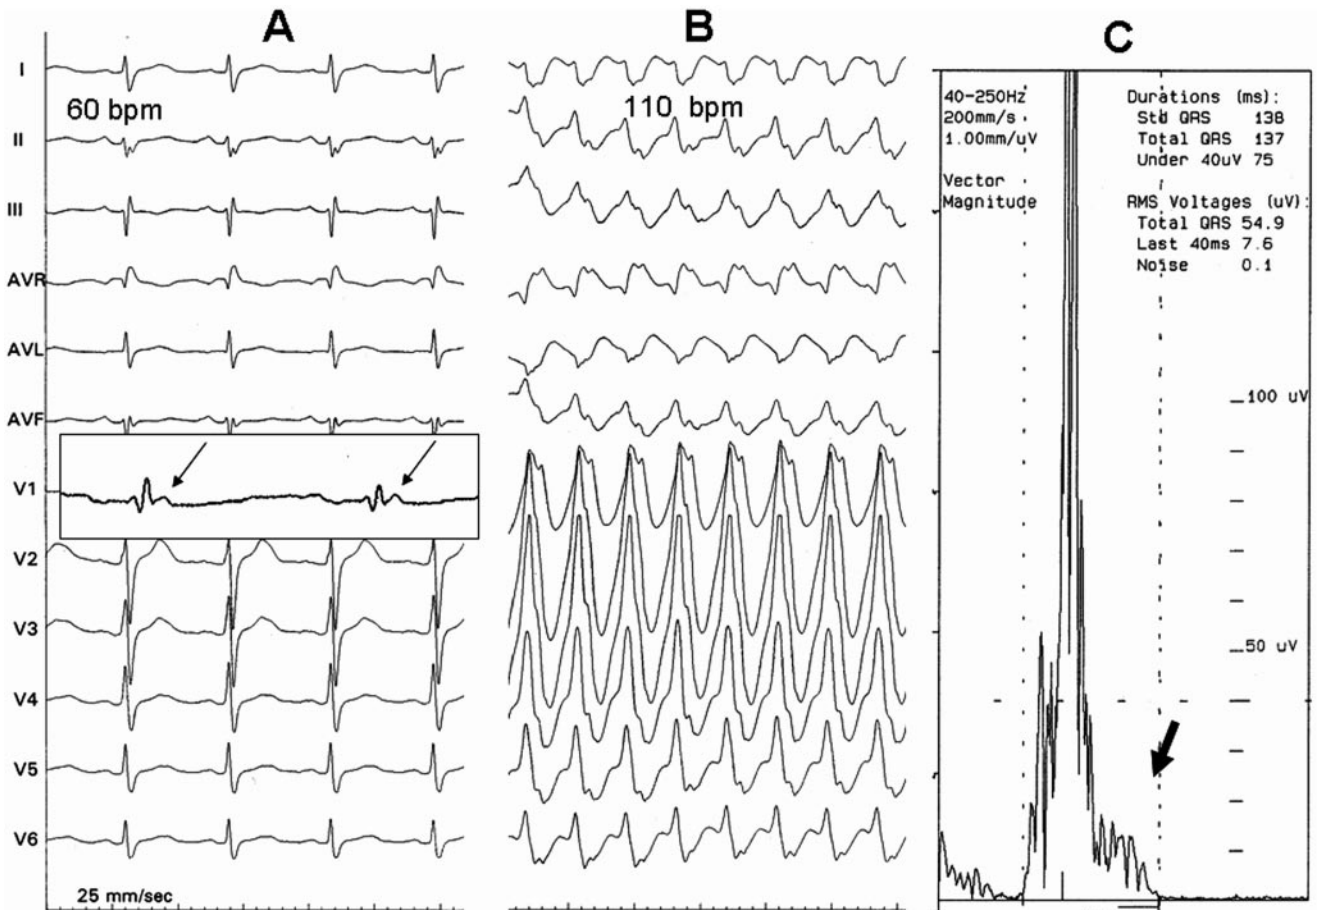 A
60 bpm
I
II
III
AVR
AVL
AVF
V1
V2
V3
V4
V5
V6
25 mm/sec
B
110 bpm
C
40-250Hz
200mm/s
1.00mm/uV
Vector
Magnitude
Durations (ms):
Std QRS 138
Total QRS 137
Under 40uV 75
RMS Voltages (uV):
Total QRS 54.9
Last 40ms 7.6
Noise 0.1
100 uV
50 uV